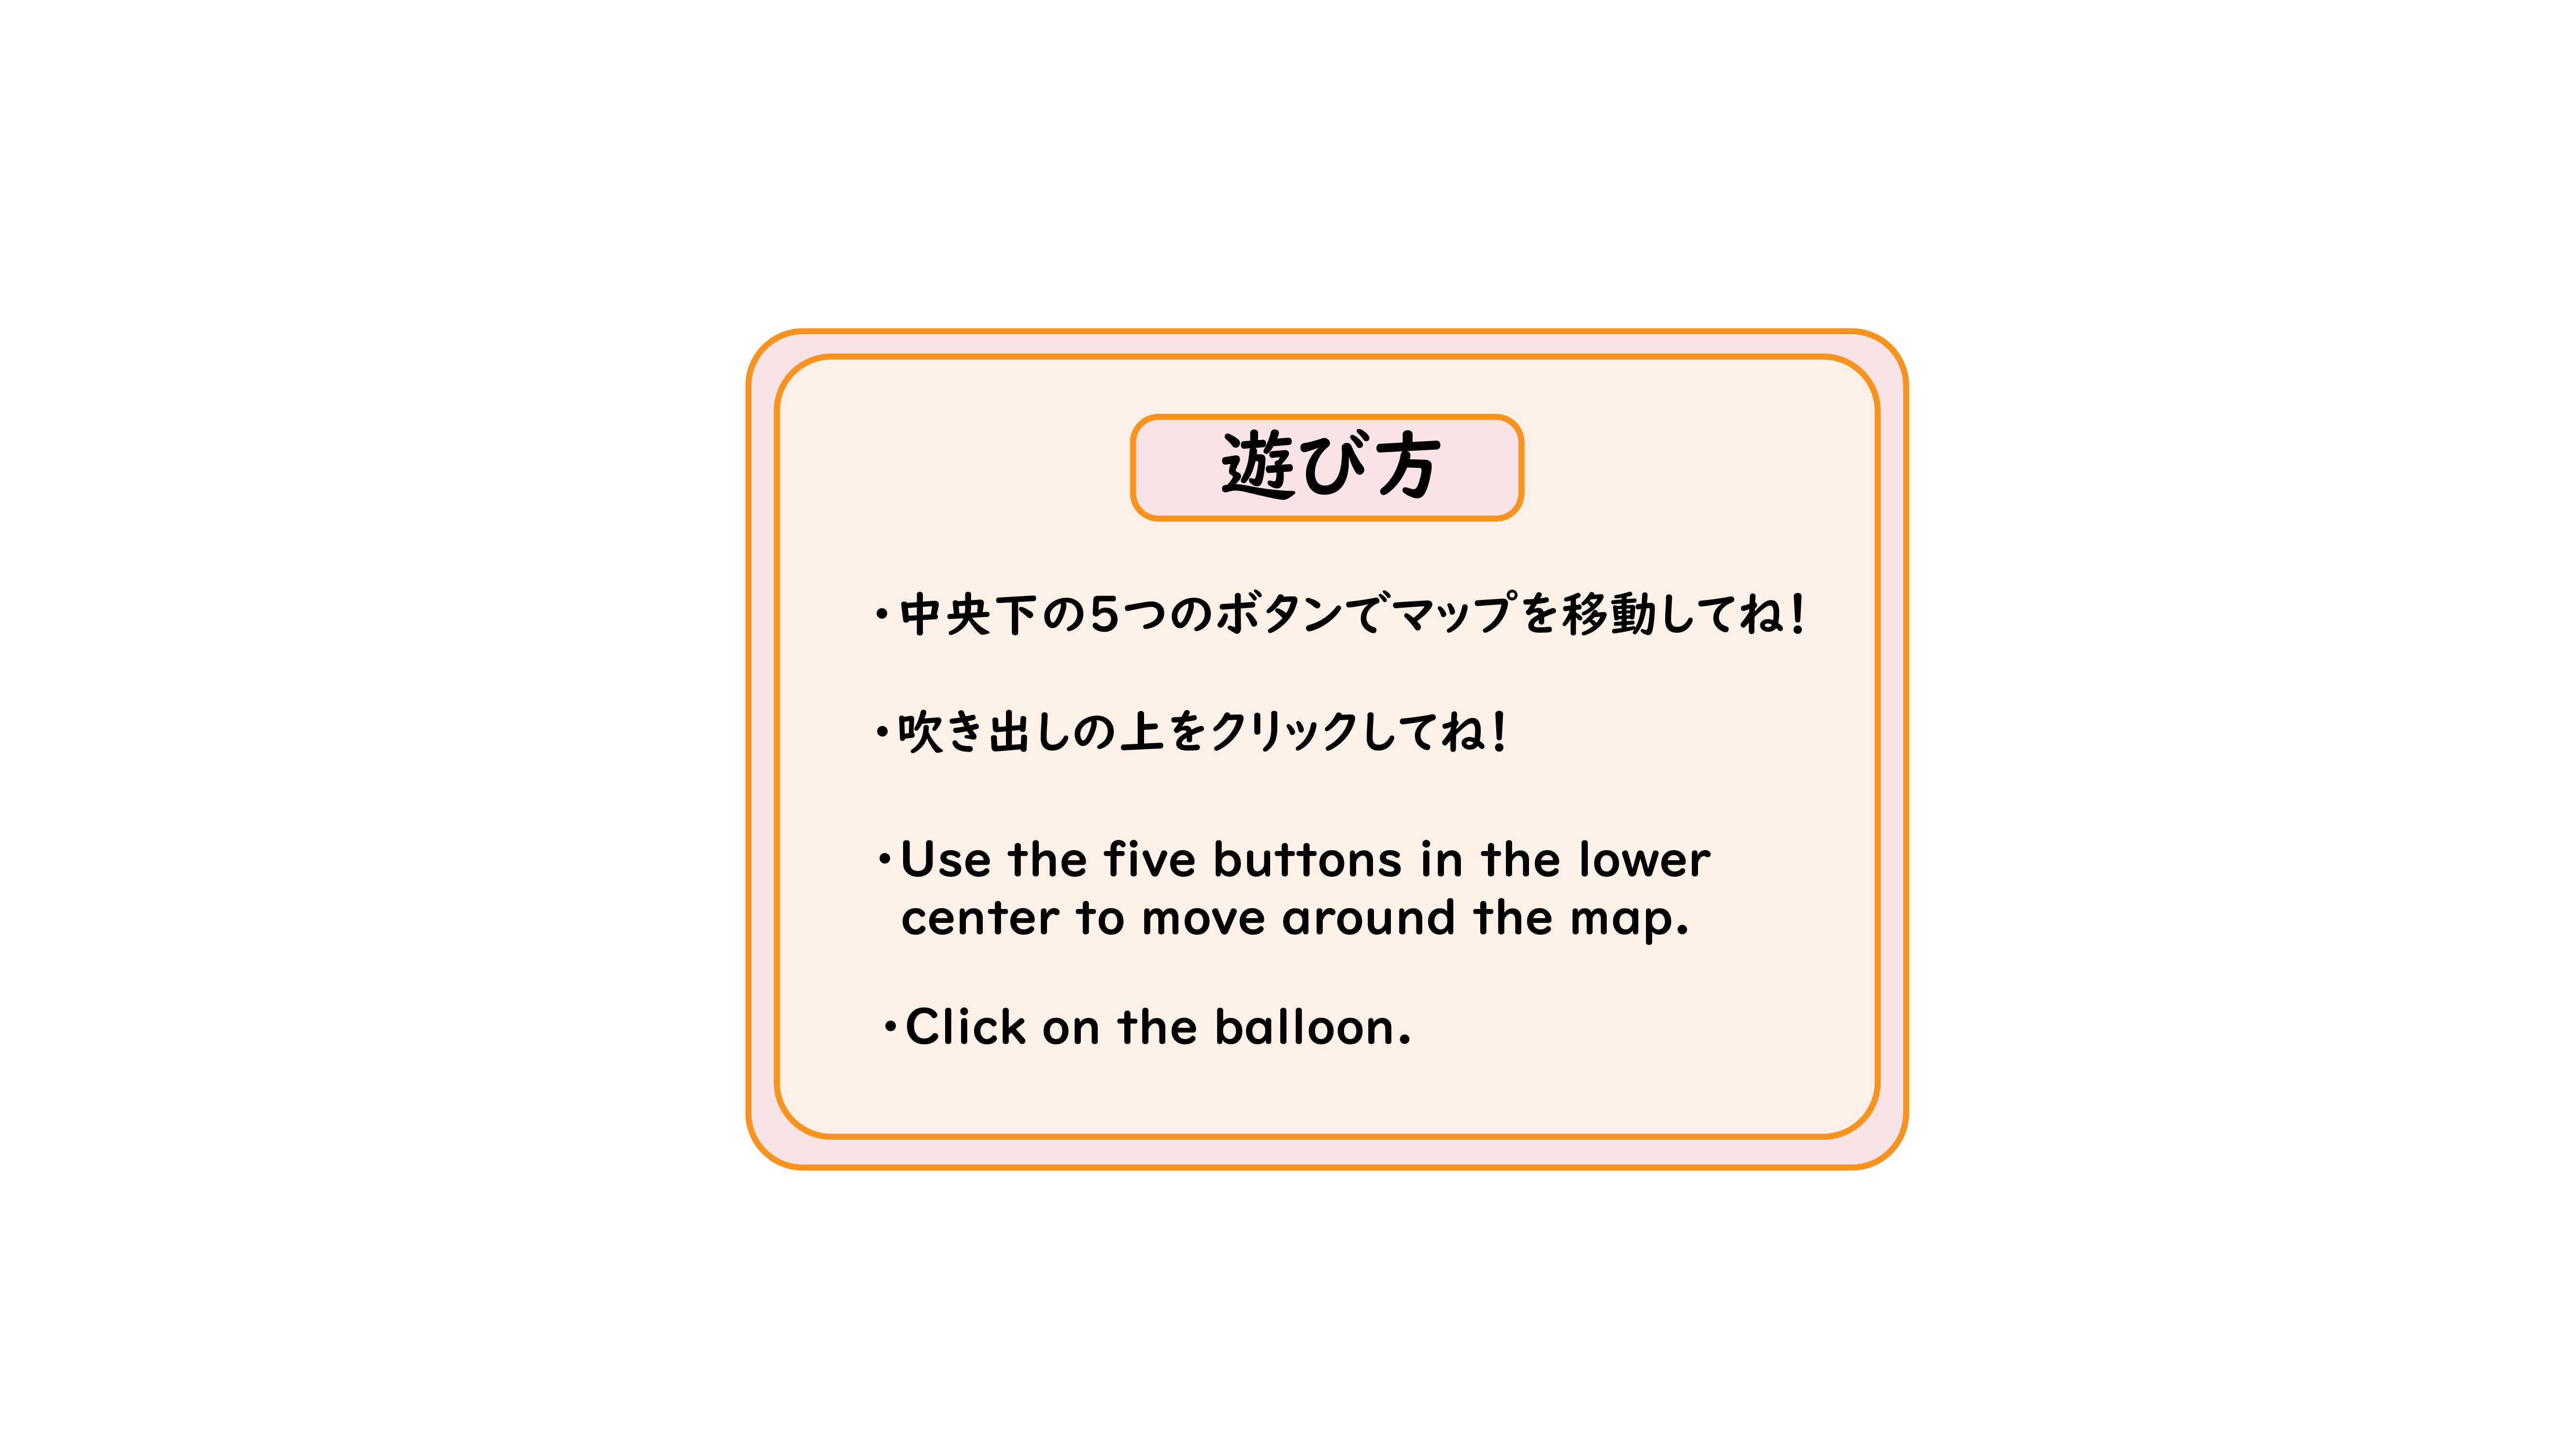 遊び方
・中央下の5つのボタンでマップを移動してね！
・吹き出しの上をクリックしてね！
・Use the five buttons in the lower
center to move around the map.
・Click on the balloon.